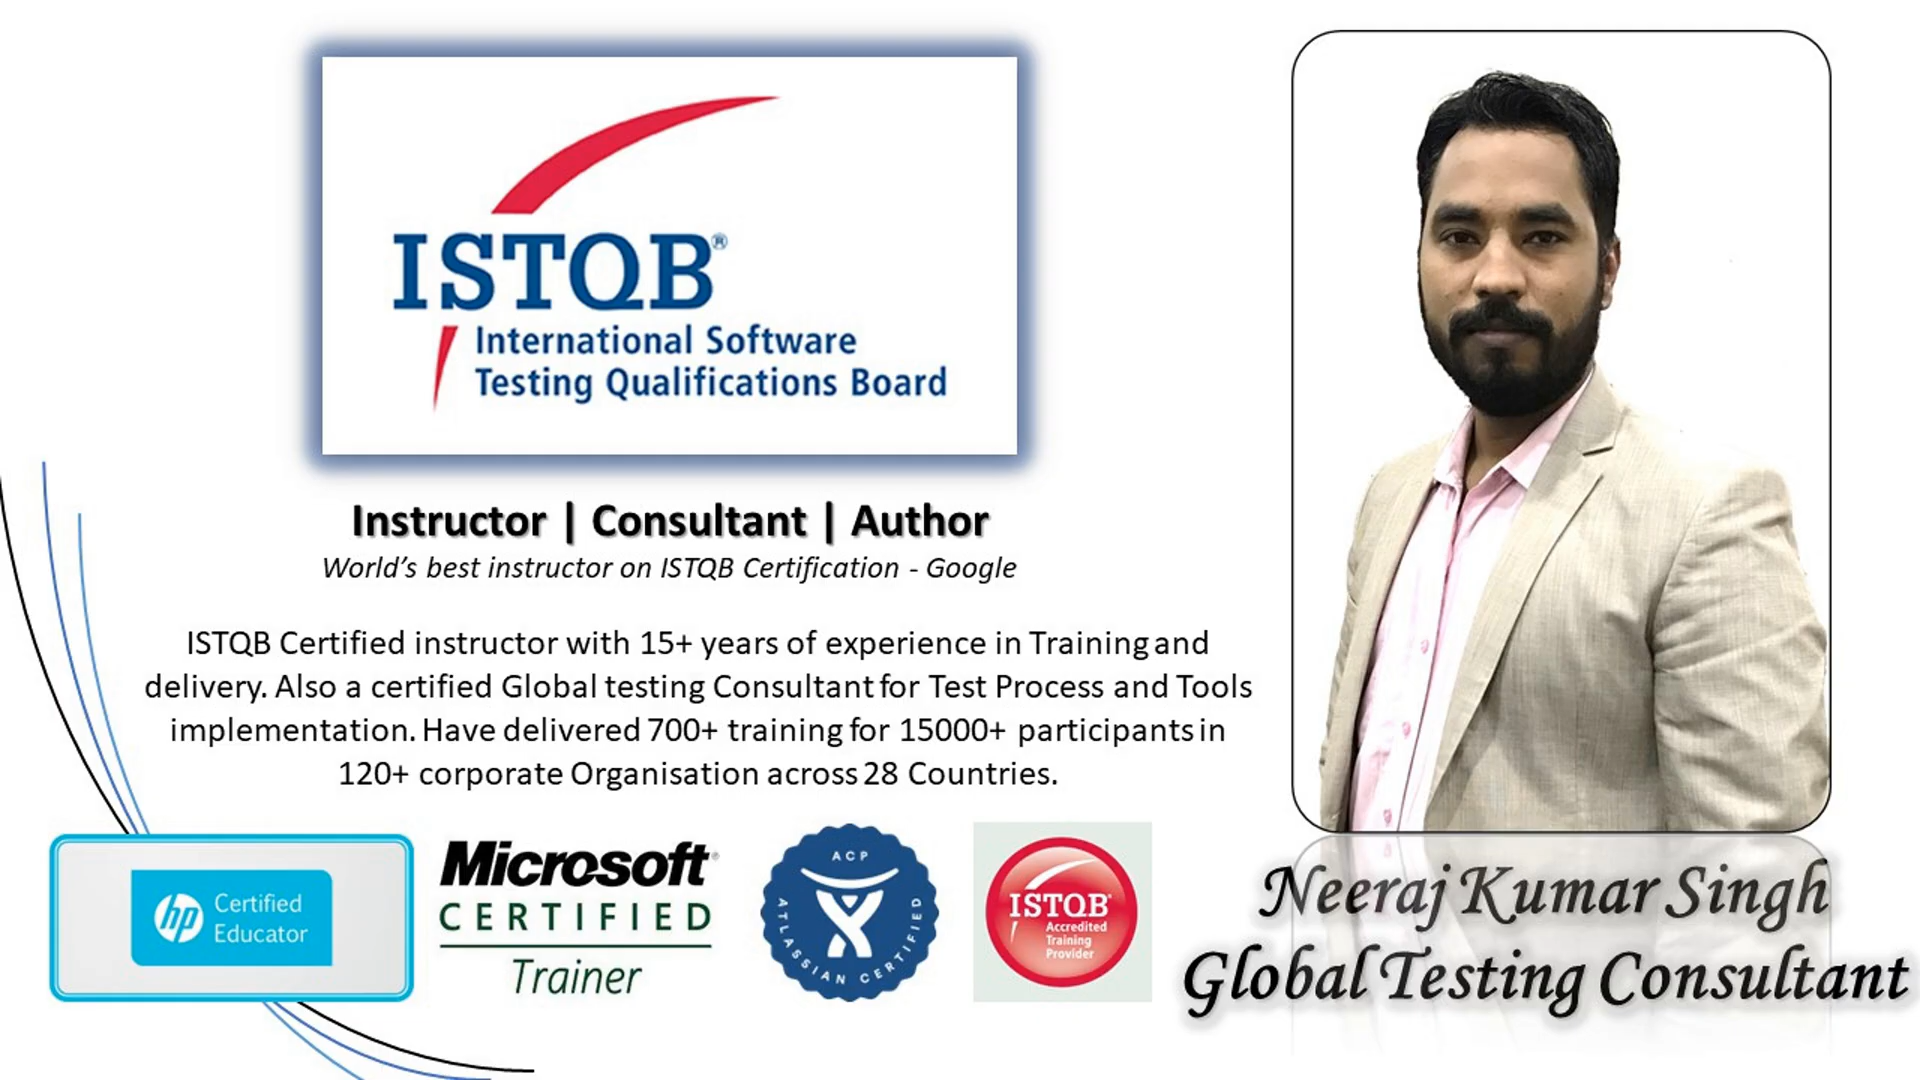 ISTQB®
International Software
Testing Qualifications Board
Instructor | Consultant | Author
World’s best instructor on ISTQB Certification - Google
ISTQB Certified instructor with 15+ years of experience in Training and
delivery. Also a certified Global testing Consultant for Test Process and Tools
implementation. Have delivered 700+ training for 15000+ participants in
120+ corporate Organisation across 28 Countries.
hp Certified
Educator
Microsoft
CERTIFIED
Trainer
ACP
ATLASSIAN CERTIFIED
ISTQB®
Accredited
Training
Provider
Neeraj Kumar Singh
Global Testing Consultant